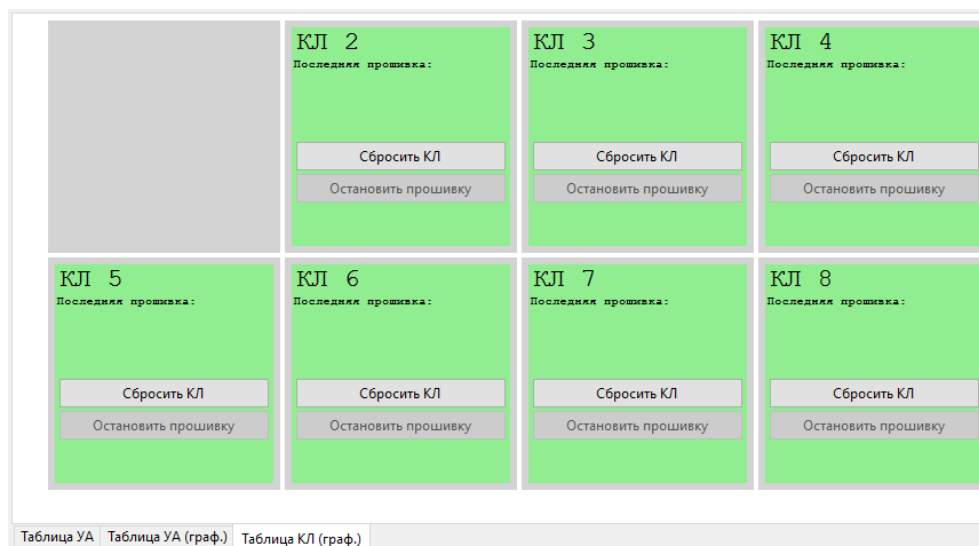 КЛ 2
Последняя прошивка:
Сбросить КЛ
Остановить прошивку
КЛ 3
Последняя прошивка:
Сбросить КЛ
Остановить прошивку
КЛ 4
Последняя прошивка:
Сбросить КЛ
Остановить прошивку
КЛ 5
Последняя прошивка:
Сбросить КЛ
Остановить прошивку
КЛ 6
Последняя прошивка:
Сбросить КЛ
Остановить прошивку
КЛ 7
Последняя прошивка:
Сбросить КЛ
Остановить прошивку
КЛ 8
Последняя прошивка:
Сбросить КЛ
Остановить прошивку
Таблица УА Таблица УА (граф.) Таблица КЛ (граф.)